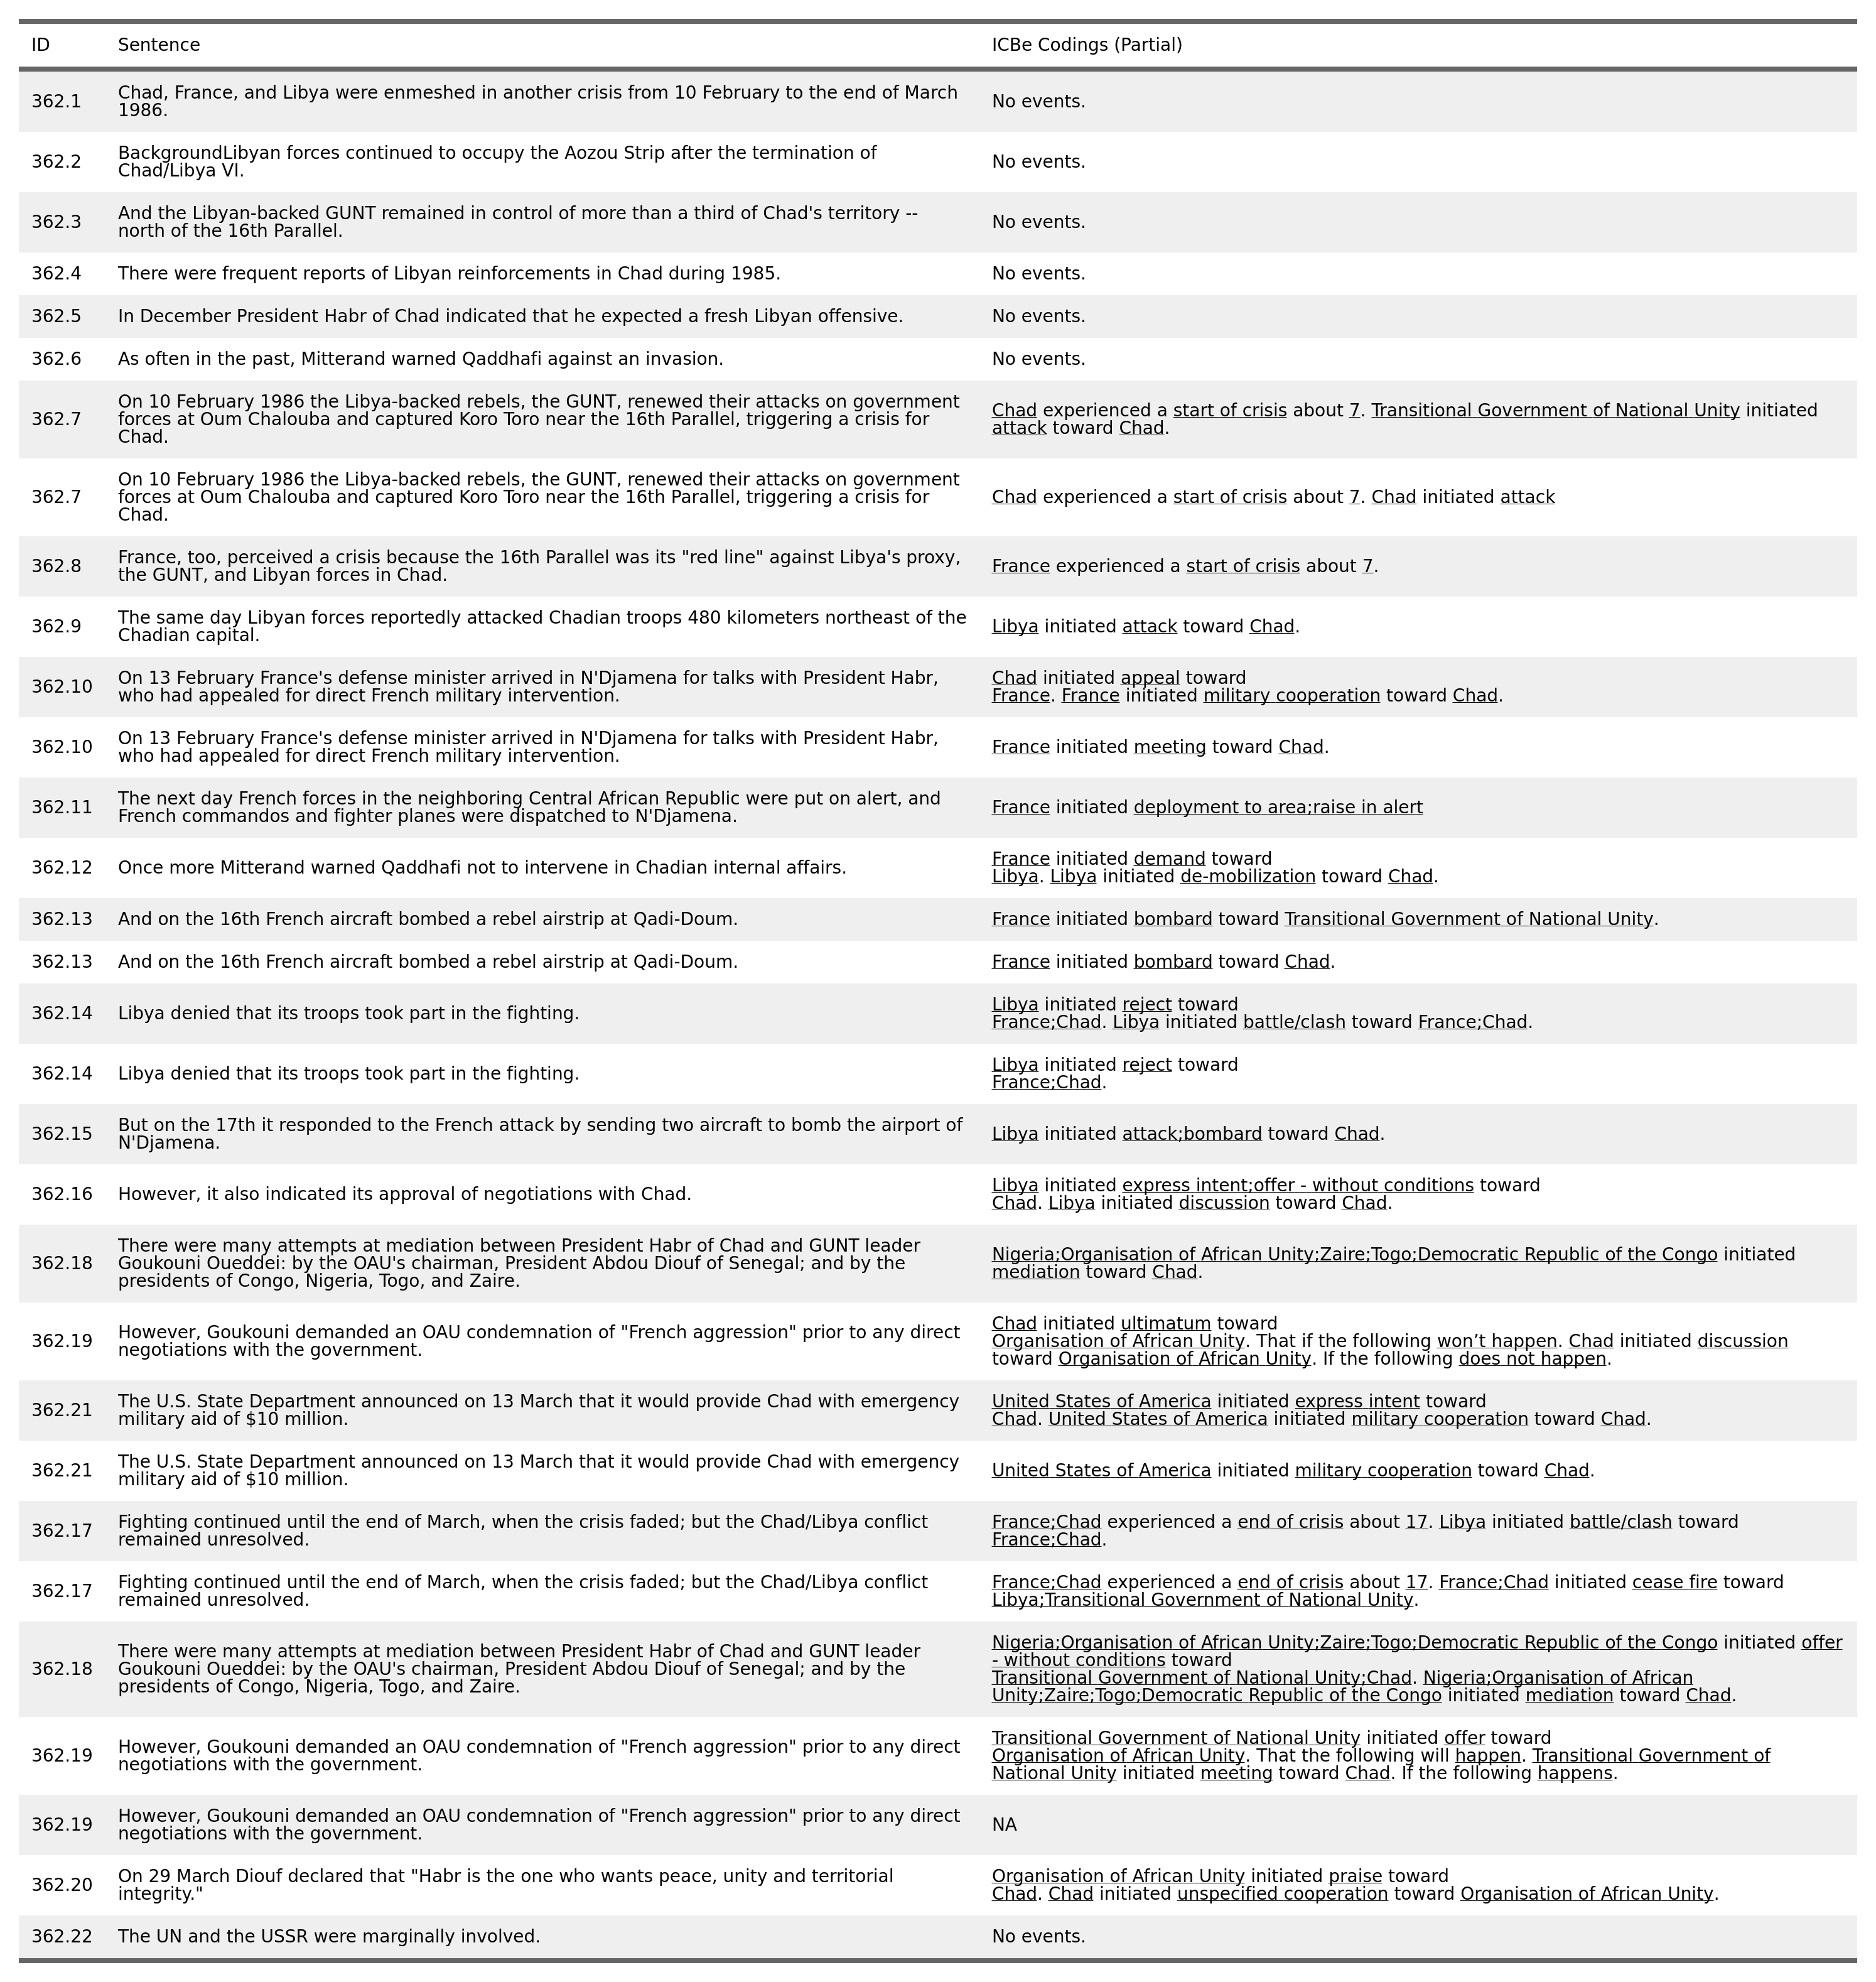 ID Sentence ICBe Codings (Partial)
362.1 Chad, France, and Libya were enmeshed in another crisis from 10 February to the end of March
1986. No events.
362.2 BackgroundLibyan forces continued to occupy the Aozou Strip after the termination of
Chad/Libya VI. No events.
362.3 And the Libyan-backed GUNT remained in control of more than a third of Chad's territory --
north of the 16th Parallel. No events.
362.4 There were frequent reports of Libyan reinforcements in Chad during 1985. No events.
362.5 In December President Habr of Chad indicated that he expected a fresh Libyan offensive. No events.
362.6 As often in the past, Mitterand warned Qaddhafi against an invasion. No events.
362.7 On 10 February 1986 the Libya-backed rebels, the GUNT, renewed their attacks on government
forces at Oum Chalouba and captured Koro Toro near the 16th Parallel, triggering a crisis for
Chad.
Chad experienced a start of crisis about 7. Transitional Government of National Unity initiated
attack toward Chad.
362.7 On 10 February 1986 the Libya-backed rebels, the GUNT, renewed their attacks on government
forces at Oum Chalouba and captured Koro Toro near the 16th Parallel, triggering a crisis for
Chad.
Chad experienced a start of crisis about 7. Chad initiated attack
362.8 France, too, perceived a crisis because the 16th Parallel was its "red line" against Libya's proxy,
the GUNT, and Libyan forces in Chad.
France experienced a start of crisis about 7.
362.9 The same day Libyan forces reportedly attacked Chadian troops 480 kilometers northeast of the
Chadian capital.
Libya initiated attack toward Chad.
362.10 On 13 February France's defense minister arrived in N'Djamena for talks with President Habr,
who had appealed for direct French military intervention.
Chad initiated appeal toward
France. France initiated military cooperation toward Chad.
362.10 On 13 February France's defense minister arrived in N'Djamena for talks with President Habr,
who had appealed for direct French military intervention.
France initiated meeting toward Chad.
362.11 The next day French forces in the neighboring Central African Republic were put on alert, and
French commandos and fighter planes were dispatched to N'Djamena.
France initiated deployment to area;raise in alert
362.12 Once more Mitterand warned Qaddhafi not to intervene in Chadian internal affairs.
France initiated demand toward
Libya. Libya initiated de-mobilization toward Chad.
362.13 And on the 16th French aircraft bombed a rebel airstrip at Qadi-Doum.
France initiated bombard toward Transitional Government of National Unity.
362.13 And on the 16th French aircraft bombed a rebel airstrip at Qadi-Doum.
France initiated bombard toward Chad.
362.14 Libya denied that its troops took part in the fighting.
Libya initiated reject toward
France;Chad. Libya initiated battle/clash toward France;Chad.
362.14 Libya denied that its troops took part in the fighting.
Libya initiated reject toward
France;Chad.
362.15 But on the 17th it responded to the French attack by sending two aircraft to bomb the airport of
N'Djamena.
Libya initiated attack;bombard toward Chad.
362.16 However, it also indicated its approval of negotiations with Chad.
Libya initiated express intent;offer - without conditions toward
Chad. Libya initiated discussion toward Chad.
362.18 There were many attempts at mediation between President Habr of Chad and GUNT leader
Goukouni Oueddei: by the OAU's chairman, President Abdou Diouf of Senegal; and by the
presidents of Congo, Nigeria, Togo, and Zaire.
Nigeria;Organisation of African Unity;Zaire;Togo;Democratic Republic of the Congo initiated
mediation toward Chad.
362.19 However, Goukouni demanded an OAU condemnation of "French aggression" prior to any direct
negotiations with the government.
Chad initiated ultimatum toward
Organisation of African Unity. That if the following won’t happen. Chad initiated discussion
toward Organisation of African Unity. If the following does not happen.
362.21 The U.S. State Department announced on 13 March that it would provide Chad with emergency
military aid of $10 million.
United States of America initiated express intent toward
Chad. United States of America initiated military cooperation toward Chad.
362.21 The U.S. State Department announced on 13 March that it would provide Chad with emergency
military aid of $10 million.
United States of America initiated military cooperation toward Chad.
362.17 Fighting continued until the end of March, when the crisis faded; but the Chad/Libya conflict
remained unresolved.
France;Chad experienced a end of crisis about 17. Libya initiated battle/clash toward
France;Chad.
362.17 Fighting continued until the end of March, when the crisis faded; but the Chad/Libya conflict
remained unresolved.
France;Chad experienced a end of crisis about 17. France;Chad initiated cease fire toward
Libya;Transitional Government of National Unity.
362.18 There were many attempts at mediation between President Habr of Chad and GUNT leader
Goukouni Oueddei: by the OAU's chairman, President Abdou Diouf of Senegal; and by the
presidents of Congo, Nigeria, Togo, and Zaire.
Nigeria;Organisation of African Unity;Zaire;Togo;Democratic Republic of the Congo initiated offer
- without conditions toward
Transitional Government of National Unity;Chad. Nigeria;Organisation of African
Unity;Zaire;Togo;Democratic Republic of the Congo initiated mediation toward Chad.
362.19 However, Goukouni demanded an OAU condemnation of "French aggression" prior to any direct
negotiations with the government.
Transitional Government of National Unity initiated offer toward
Organisation of African Unity. That the following will happen. Transitional Government of
National Unity initiated meeting toward Chad. If the following happens.
362.19 However, Goukouni demanded an OAU condemnation of "French aggression" prior to any direct
negotiations with the government.
NA
362.20 On 29 March Diouf declared that "Habr is the one who wants peace, unity and territorial
integrity."
Organisation of African Unity initiated praise toward
Chad. Chad initiated unspecified cooperation toward Organisation of African Unity.
362.22 The UN and the USSR were marginally involved. No events.